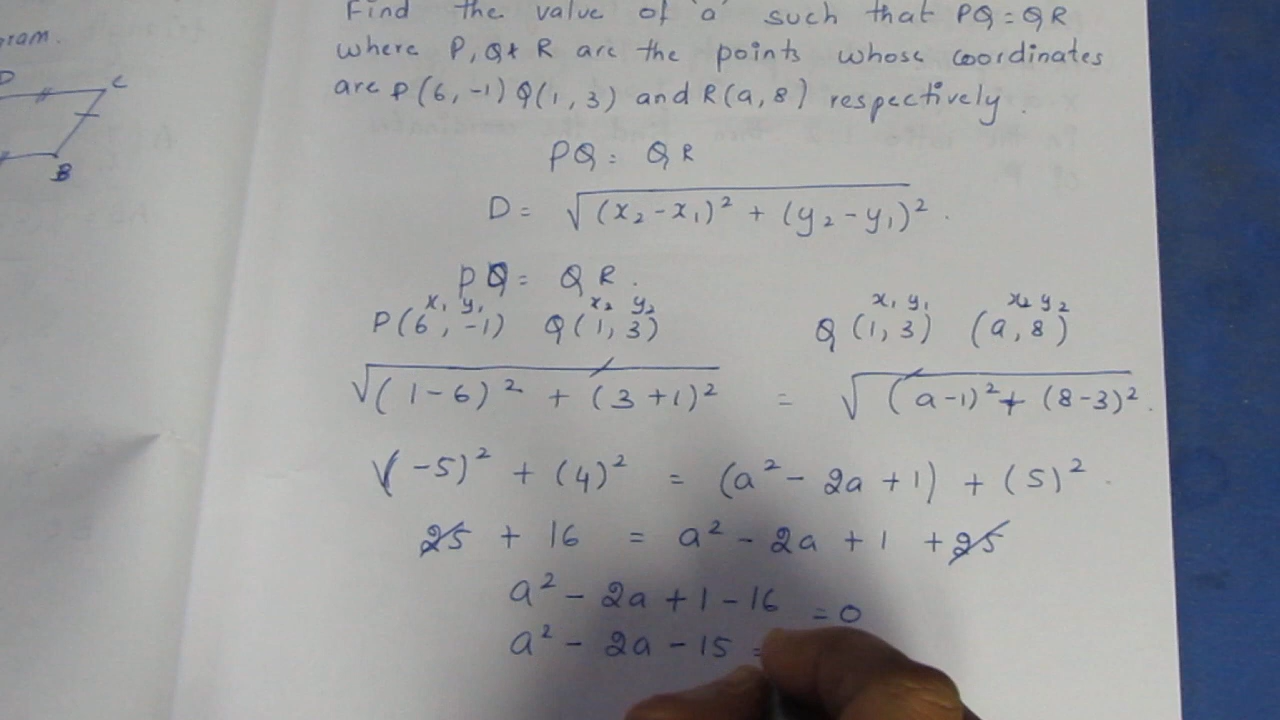 Find the value of 'a' such that PQ = QR
where P, Q & R are the points whose coordinates
are P(6, -1) Q(1, 3) and R(a, 8) respectively.
PQ = QR
D = √(x₂ - x₁)² + (y₂ - y₁)².
PQ = QR.
x₁ y₁ x₂ y₂ x₁ y₁ x₂ y₂
P(6, -1) Q(1, 3) Q(1, 3) (a, 8)
√(1-6)² + (3+1)² = √(a-1)² + (8-3)².
(-5)² + (4)² = (a² - 2a + 1) + (5)².
25 + 16 = a² - 2a + 1 + 25
a² - 2a + 1 - 16 = 0
a² - 2a - 15 =
D C
B